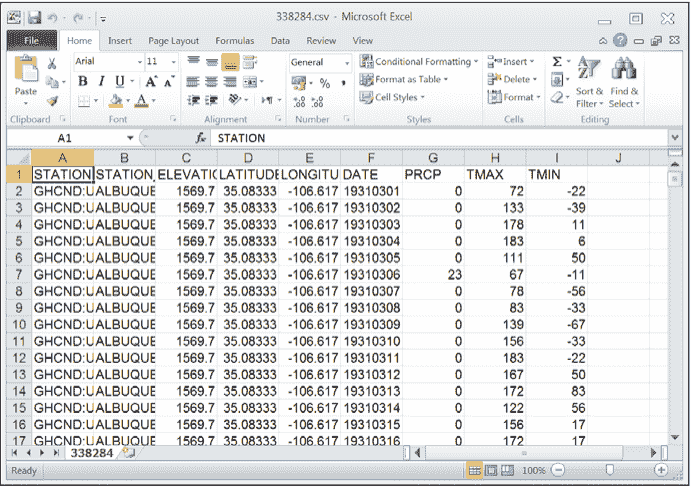 338284.csv - Microsoft Excel
File Home Insert Page Layout Formulas Data Review View
Paste
Clipboard
Arial 11
B I U A A
A
Font
Alignment
General
$ % ,
.00 .00
Number
Conditional Formatting
Format as Table
Cell Styles
Styles
Insert
Delete
Format
Cells
Σ
Sort & Filter
Find & Select
Editing
A1 fx STATION
A B C D E F G H I J
1 STATION STATION_ ELEVATIO LATITUDE LONGITU DATE PRCP TMAX TMIN
2 GHCND:U ALBUQUE 1569.7 35.08333 -106.617 19310301 0 72 -22
3 GHCND:U ALBUQUE 1569.7 35.08333 -106.617 19310302 0 133 -39
4 GHCND:U ALBUQUE 1569.7 35.08333 -106.617 19310303 0 178 11
5 GHCND:U ALBUQUE 1569.7 35.08333 -106.617 19310304 0 183 6
6 GHCND:U ALBUQUE 1569.7 35.08333 -106.617 19310305 0 111 50
7 GHCND:U ALBUQUE 1569.7 35.08333 -106.617 19310306 23 67 -11
8 GHCND:U ALBUQUE 1569.7 35.08333 -106.617 19310307 0 78 -56
9 GHCND:U ALBUQUE 1569.7 35.08333 -106.617 19310308 0 83 -33
10 GHCND:U ALBUQUE 1569.7 35.08333 -106.617 19310309 0 139 -67
11 GHCND:U ALBUQUE 1569.7 35.08333 -106.617 19310310 0 156 -33
12 GHCND:U ALBUQUE 1569.7 35.08333 -106.617 19310311 0 183 -22
13 GHCND:U ALBUQUE 1569.7 35.08333 -106.617 19310312 0 167 50
14 GHCND:U ALBUQUE 1569.7 35.08333 -106.617 19310313 0 172 83
15 GHCND:U ALBUQUE 1569.7 35.08333 -106.617 19310314 0 122 56
16 GHCND:U ALBUQUE 1569.7 35.08333 -106.617 19310315 0 156 17
17 GHCND:U ALBUQUE 1569.7 35.08333 -106.617 19310316 0 172 17
338284
Ready 100%